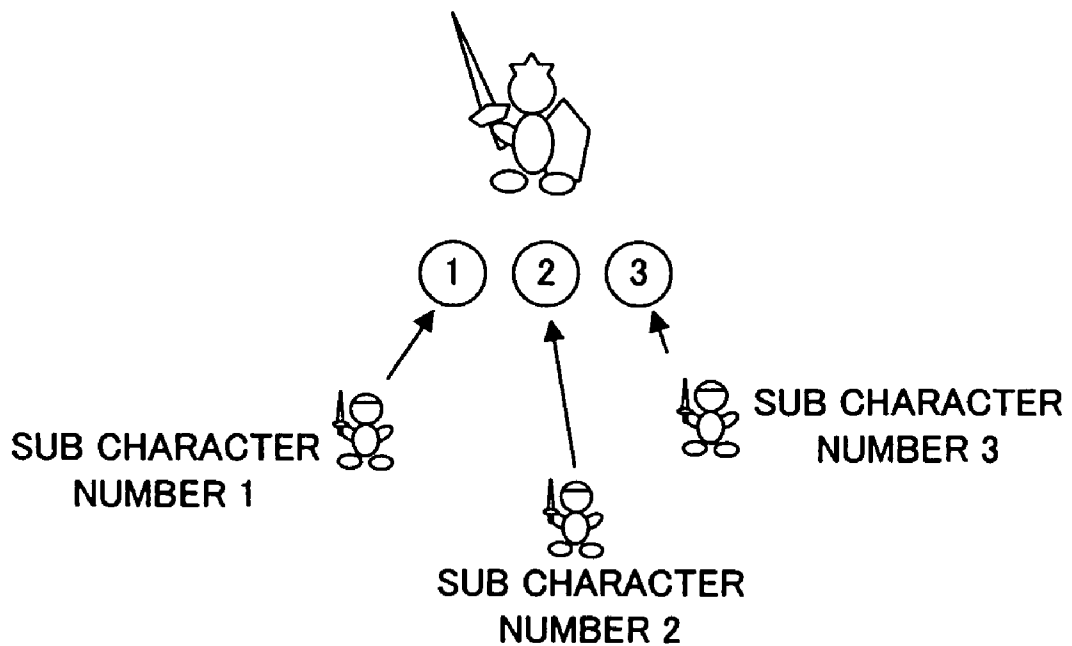 1 2 3
SUB CHARACTER
NUMBER 1
SUB CHARACTER
NUMBER 2
SUB CHARACTER
NUMBER 3